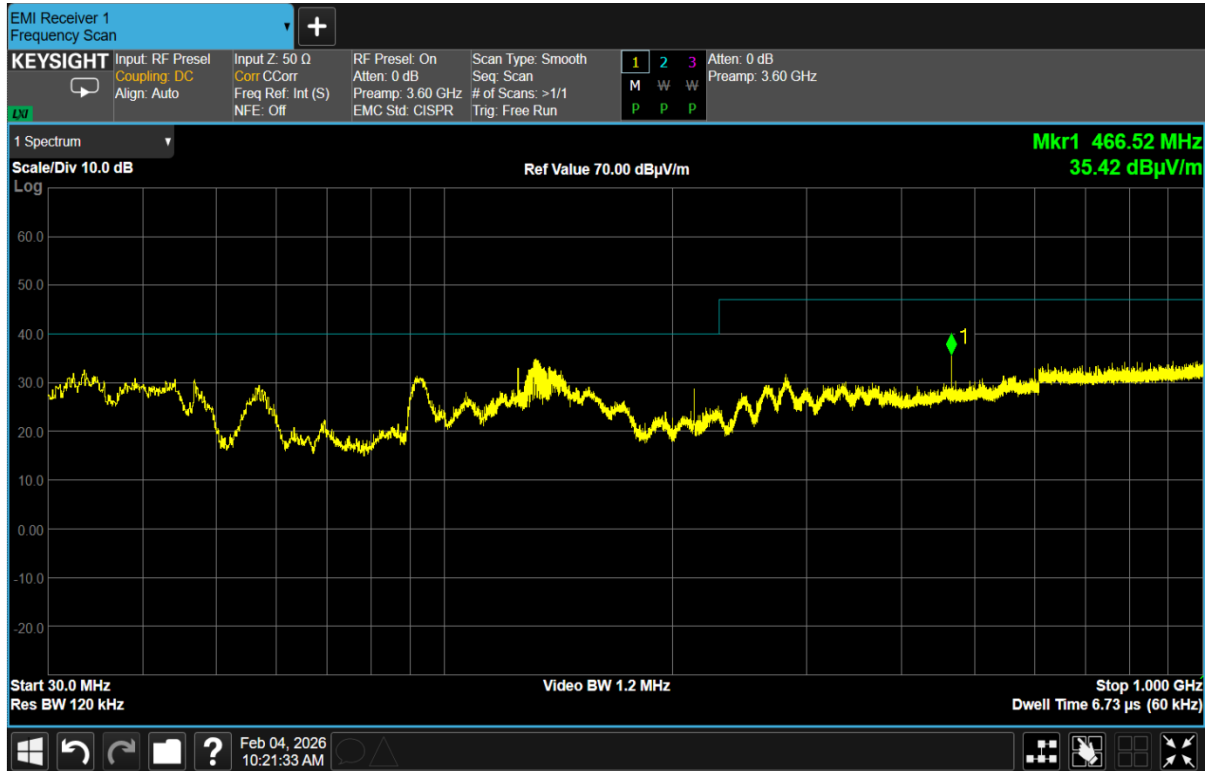 EMI Receiver 1
Frequency Scan
KEYSIGHT
LXI
Input: RF Presel
Coupling: DC
Align: Auto
Input Z: 50 Ω
Corr CCorr
Freq Ref: Int (S)
NFE: Off
RF Presel: On
Atten: 0 dB
Preamp: 3.60 GHz
EMC Std: CISPR
Scan Type: Smooth
Seq: Scan
# of Scans: >1/1
Trig: Free Run
1 2 3
M W W
P P P
Atten: 0 dB
Preamp: 3.60 GHz
1 Spectrum
Scale/Div 10.0 dB
Log
Ref Value 70.00 dBµV/m
Mkr1 466.52 MHz
35.42 dBµV/m
60.0
50.0
40.0
1
30.0
20.0
10.0
0.00
-10.0
-20.0
Start 30.0 MHz
Res BW 120 kHz
Video BW 1.2 MHz
Stop 1.000 GHz
Dwell Time 6.73 µs (60 kHz)
?
Feb 04, 2026
10:21:33 AM